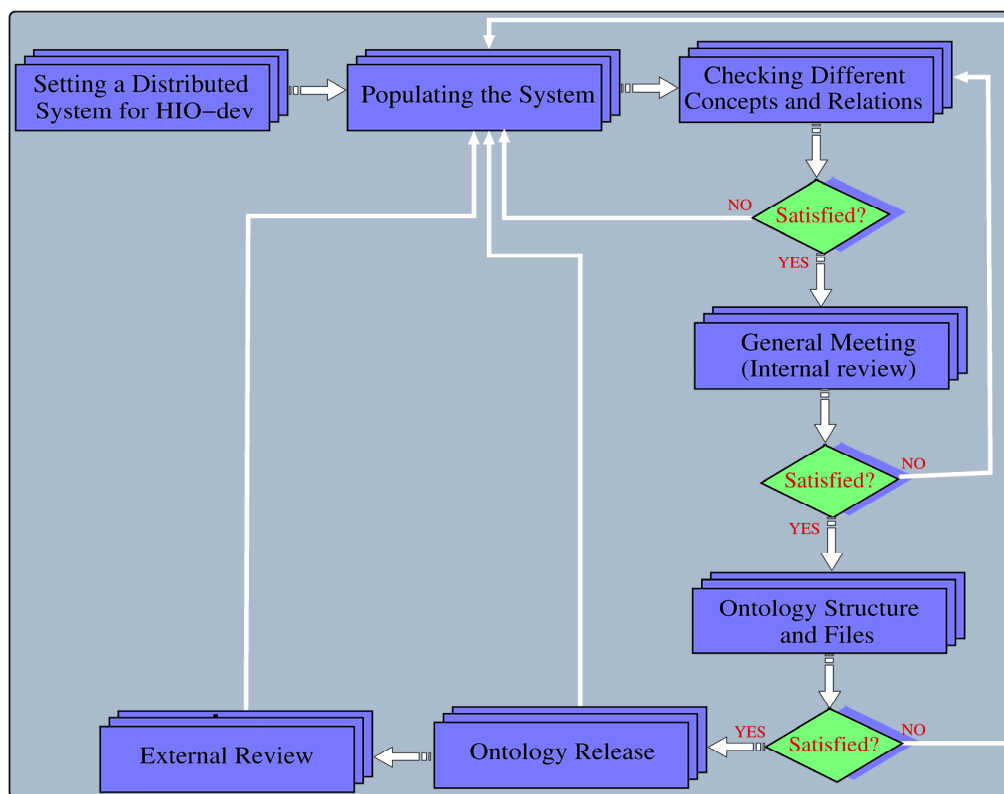 Setting a Distributed
System for HIO-dev
Populating the System
Checking Different
Concepts and Relations
NO
Satisfied?
YES
General Meeting
(Internal review)
Satisfied?
NO
YES
Ontology Structure
and Files
External Review
Ontology Release
YES
Satisfied?
NO